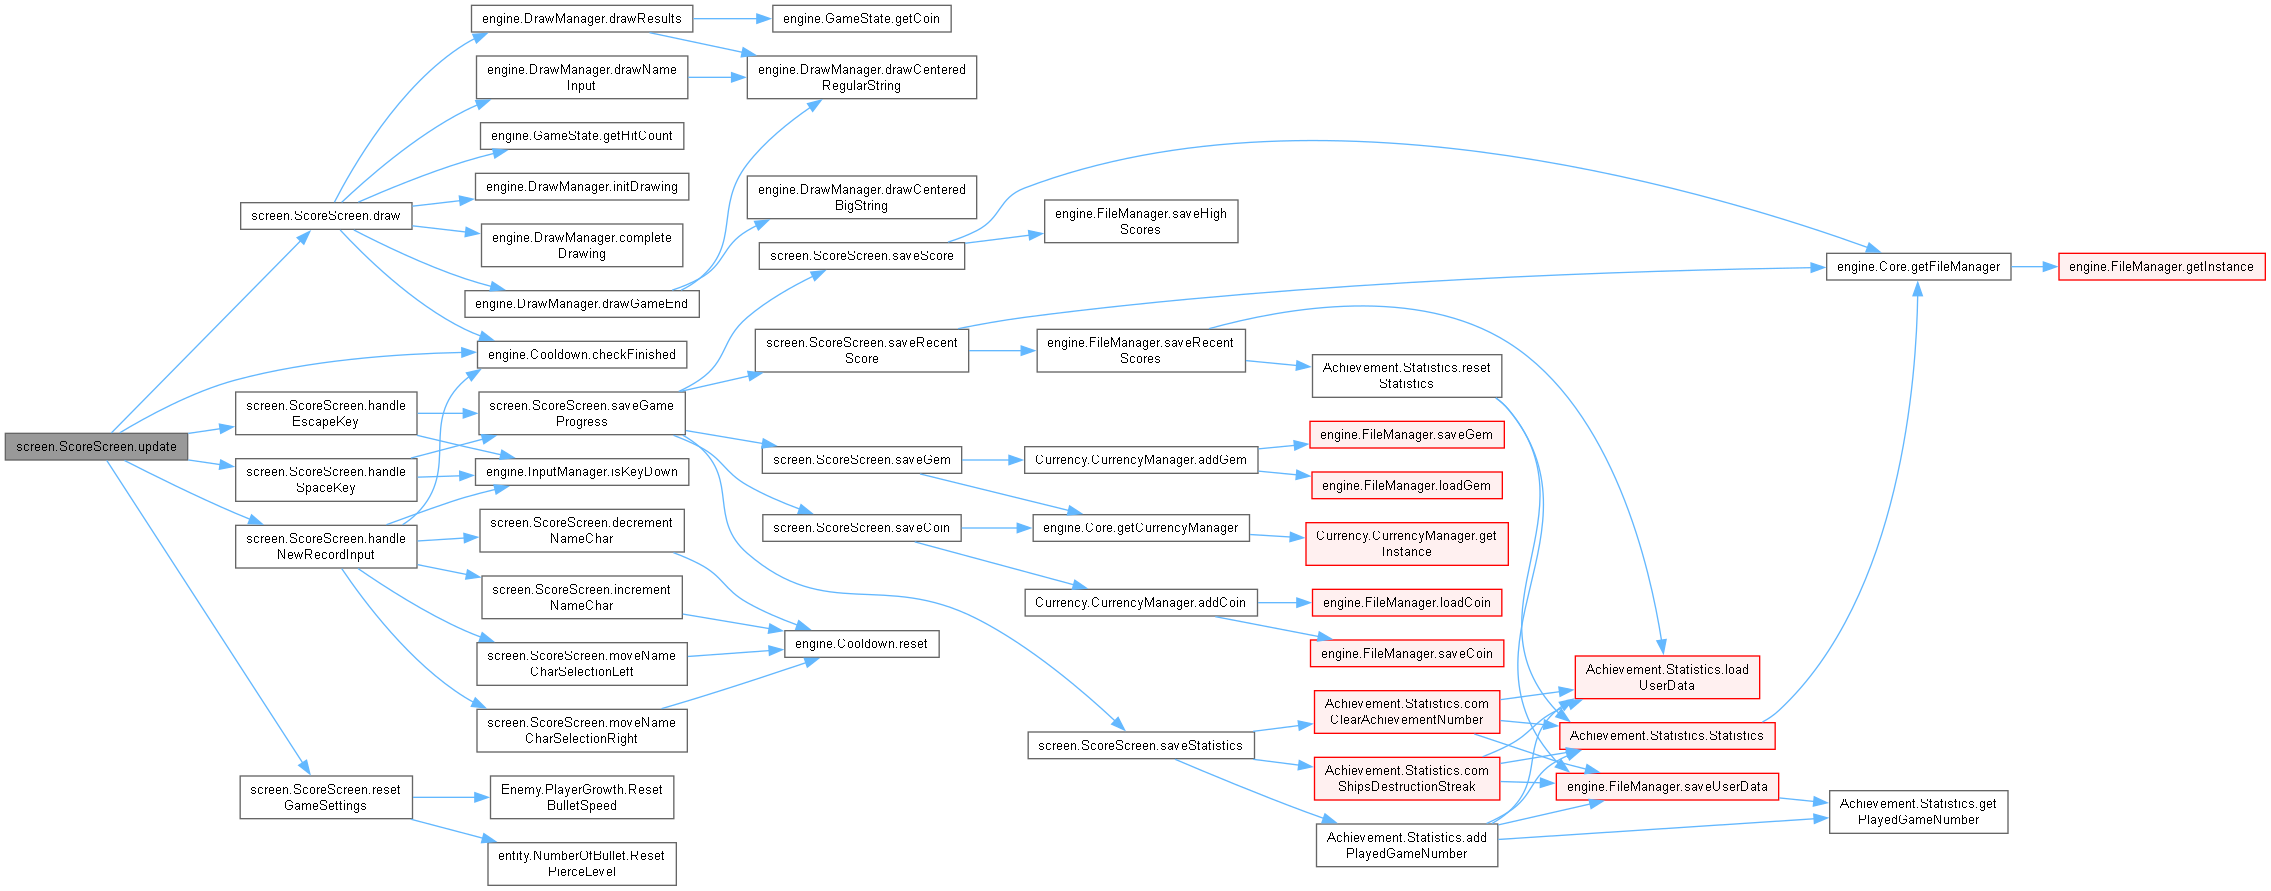 engine.DrawManager.drawResults
engine.GameState.getCoin
engine.DrawManager.drawName
Input
engine.DrawManager.drawCentered
RegularString
engine.GameState.getHitCount
engine.DrawManager.initDrawing
engine.DrawManager.drawCentered
BigString
screen.ScoreScreen.draw
engine.DrawManager.complete
Drawing
engine.FileManager.saveHigh
Scores
screen.ScoreScreen.saveScore
engine.Core.getFileManager
engine.FileManager.getInstance
engine.DrawManager.drawGameEnd
engine.Cooldown.checkFinished
screen.ScoreScreen.saveRecent
Score
engine.FileManager.saveRecent
Scores
Achievement.Statistics.reset
Statistics
screen.ScoreScreen.handle
EscapeKey
screen.ScoreScreen.saveGame
Progress
screen.ScoreScreen.update
engine.FileManager.saveGem
screen.ScoreScreen.saveGem
Currency.CurrencyManager.addGem
screen.ScoreScreen.handle
SpaceKey
engine.InputManager.isKeyDown
engine.FileManager.loadGem
screen.ScoreScreen.handle
NewRecordInput
screen.ScoreScreen.decrement
NameChar
screen.ScoreScreen.saveCoin
engine.Core.getCurrencyManager
Currency.CurrencyManager.get
Instance
screen.ScoreScreen.increment
NameChar
Currency.CurrencyManager.addCoin
engine.FileManager.loadCoin
engine.Cooldown.reset
engine.FileManager.saveCoin
screen.ScoreScreen.moveName
CharSelectionLeft
Achievement.Statistics.load
UserData
screen.ScoreScreen.moveName
CharSelectionRight
Achievement.Statistics.com
ClearAchievementNumber
Achievement.Statistics.Statistics
screen.ScoreScreen.saveStatistics
Achievement.Statistics.com
ShipsDestructionStreak
engine.FileManager.saveUserData
screen.ScoreScreen.reset
GameSettings
Enemy.PlayerGrowth.Reset
BulletSpeed
Achievement.Statistics.get
PlayedGameNumber
Achievement.Statistics.add
PlayedGameNumber
entity.NumberOfBullet.Reset
PierceLevel